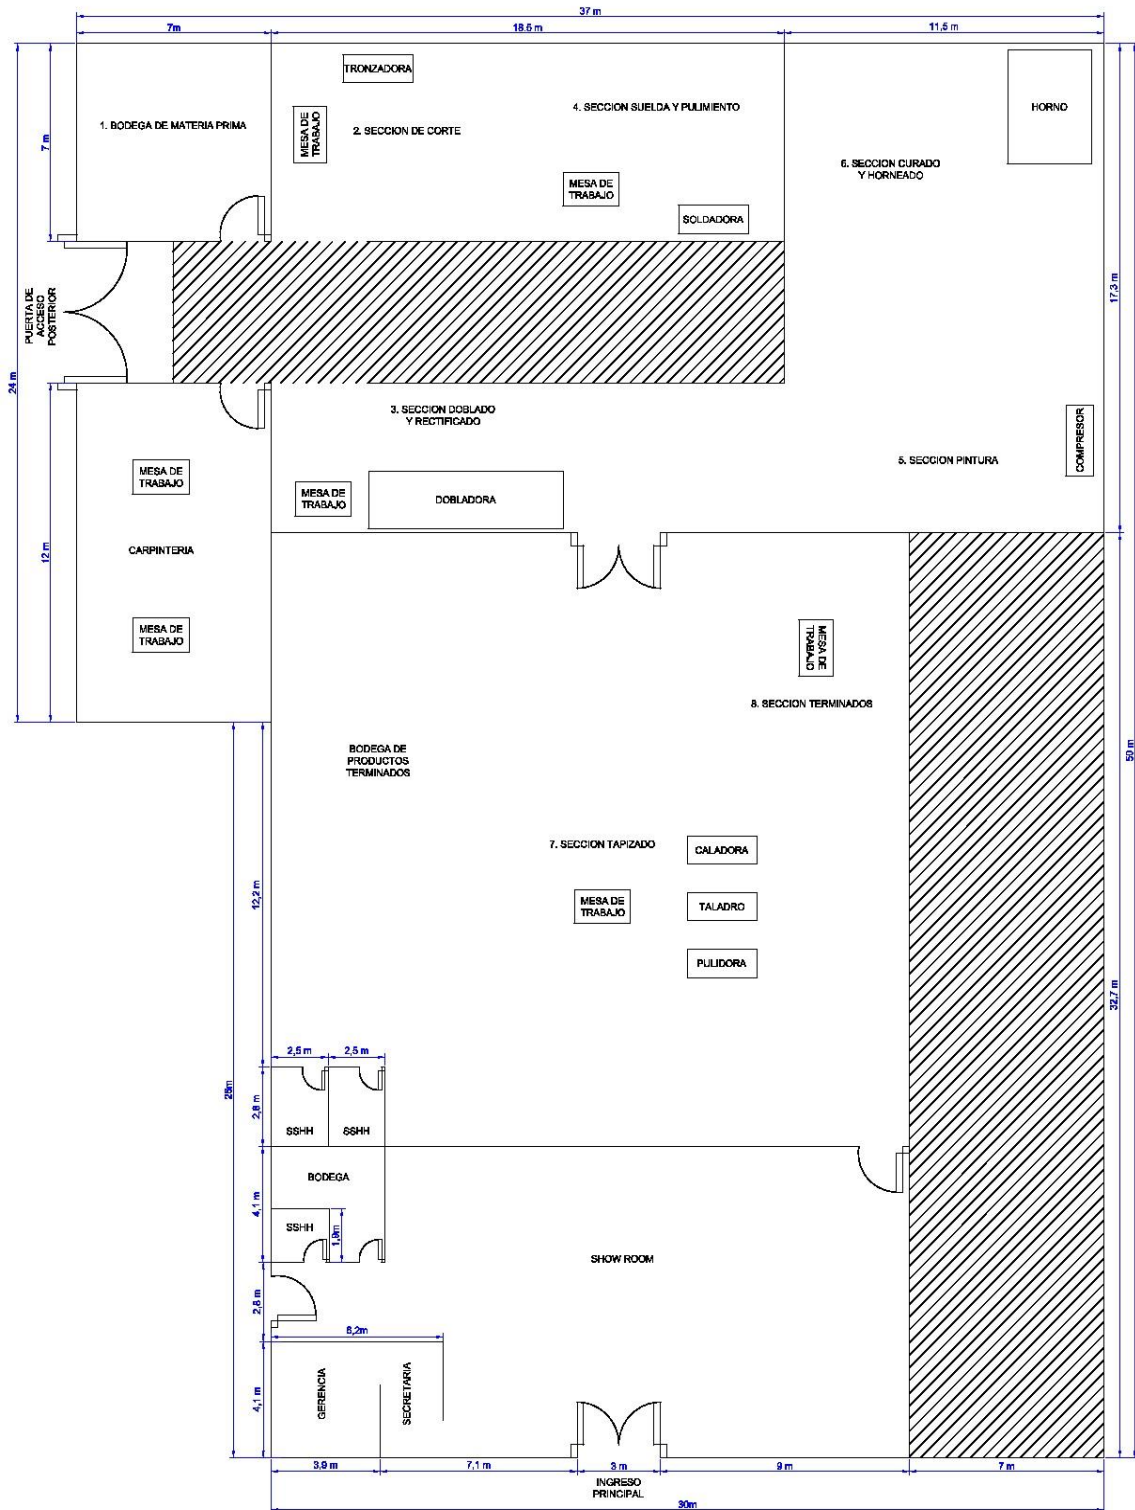 37 m
7m
18.5 m
11,5 m
TRONZADORA
HORNO
4. SECCION SUELDA Y PULIMIENTO
1. BODEGA DE MATERIA PRIMA
MESA DE
TRABAJO
2. SECCION DE CORTE
7 m
6. SECCION CURADO
Y HORNEADO
MESA DE
TRABAJO
SOLDADORA
PUERTA DE
ACCESO
POSTERIOR
17,3 m
24 m
3. SECCION DOBLADO
Y RECTIFICADO
COMPRESOR
5. SECCION PINTURA
MESA DE
TRABAJO
MESA DE
TRABAJO
DOBLADORA
CARPINTERIA
12 m
MESA DE
TRABAJO
MESA DE
TRABAJO
8. SECCION TERMINADOS
BODEGA DE
PRODUCTOS
TERMINADOS
50 m
7. SECCION TAPIZADO
CALADORA
12,2 m
MESA DE
TRABAJO
TALADRO
PULIDORA
32,7 m
2,5 m
2,5 m
2,8 m
SSHH
SSHH
BODEGA
4,1 m
SSHH
1,9m
SHOW ROOM
2,8 m
6,2m
GERENCIA
SECRETARIA
4,1 m
3,9 m
7,1 m
3 m
9 m
7 m
INGRESO
PRINCIPAL
30m